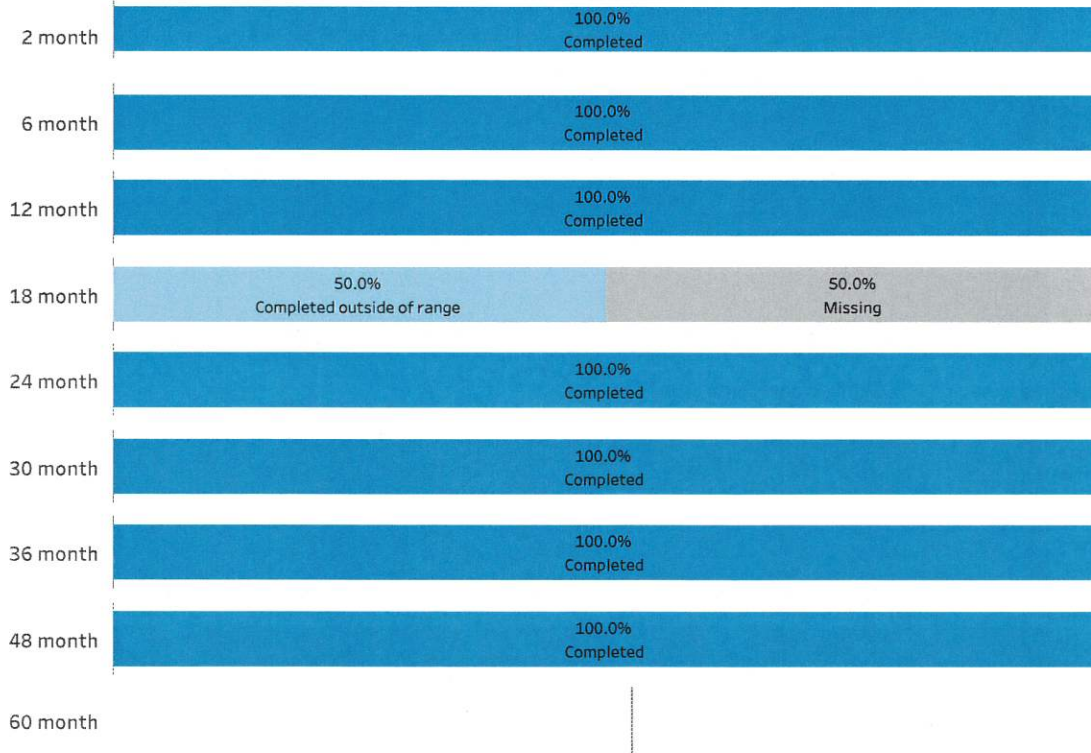 100.0%
2 month
Completed
100.0%
6 month
Completed
100.0%
12 month
Completed
50.0%
50.0%
18 month
Completed outside of range
Missing
100.0%
24 month
Completed
100.0%
30 month
Completed
100.0%
36 month
Completed
100.0%
48 month
Completed
60 month